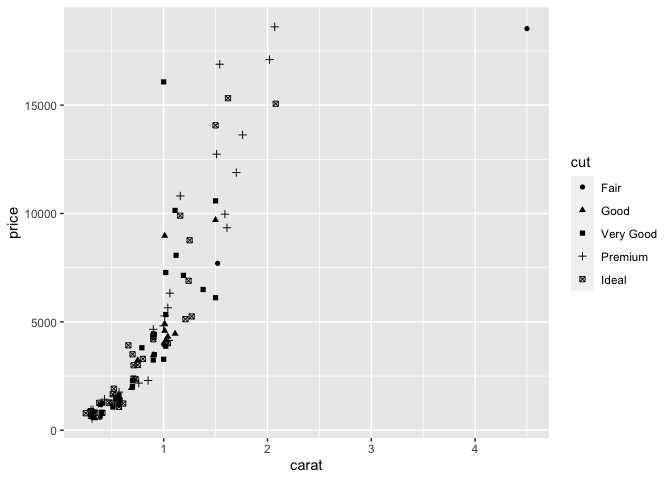 15000
10000
5000
0
price
1 2 3 4
carat
cut
Fair
Good
Very Good
Premium
Ideal